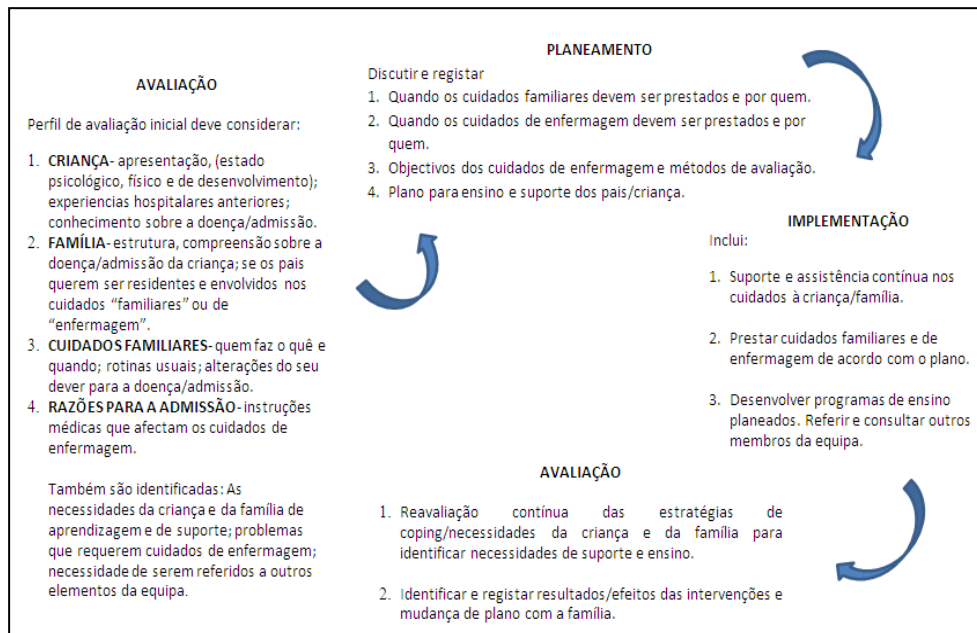 AVALIAÇÃO
Perfil de avaliação inicial deve considerar:
1. CRIANÇA- apresentação, (estado
psicológico, físico e de desenvolvimento);
experiencias hospitalares anteriores;
conhecimento sobre a doença/admissão.
2. FAMÍLIA- estrutura, compreensão sobre a
doença/admissão da criança; se os pais
querem ser residentes e envolvidos nos
cuidados “familiares” ou de
“enfermagem”.
3. CUIDADOS FAMILIARES- quem faz o quê e
quando; rotinas usuais; alterações do seu
dever para a doença/admissão.
4. RAZÕES PARA A ADMISSÃO- instruções
médicas que afectam os cuidados de
enfermagem.
Também são identificadas: As
necessidades da criança e da família de
aprendizagem e de suporte; problemas
que requerem cuidados de enfermagem;
necessidade de serem referidos a outros
elementos da equipa.
PLANEAMENTO
Discutir e registar
1. Quando os cuidados familiares devem ser prestados e por quem.
2. Quando os cuidados de enfermagem devem ser prestados e por
quem.
3. Objectivos dos cuidados de enfermagem e métodos de avaliação.
4. Plano para ensino e suporte dos pais/criança.
IMPLEMENTAÇÃO
Inclui:
1. Suporte e assistência contínua nos
cuidados à criança/família.
2. Prestar cuidados familiares e de
enfermagem de acordo com o plano.
3. Desenvolver programas de ensino
planeados. Referir e consultar outros
membros da equipa.
AVALIAÇÃO
1. Reavaliação contínua das estratégias de
coping/necessidades da criança e da família para
identificar necessidades de suporte e ensino.
2. Identificar e registar resultados/efeitos das intervenções e
mudança de plano com a família.